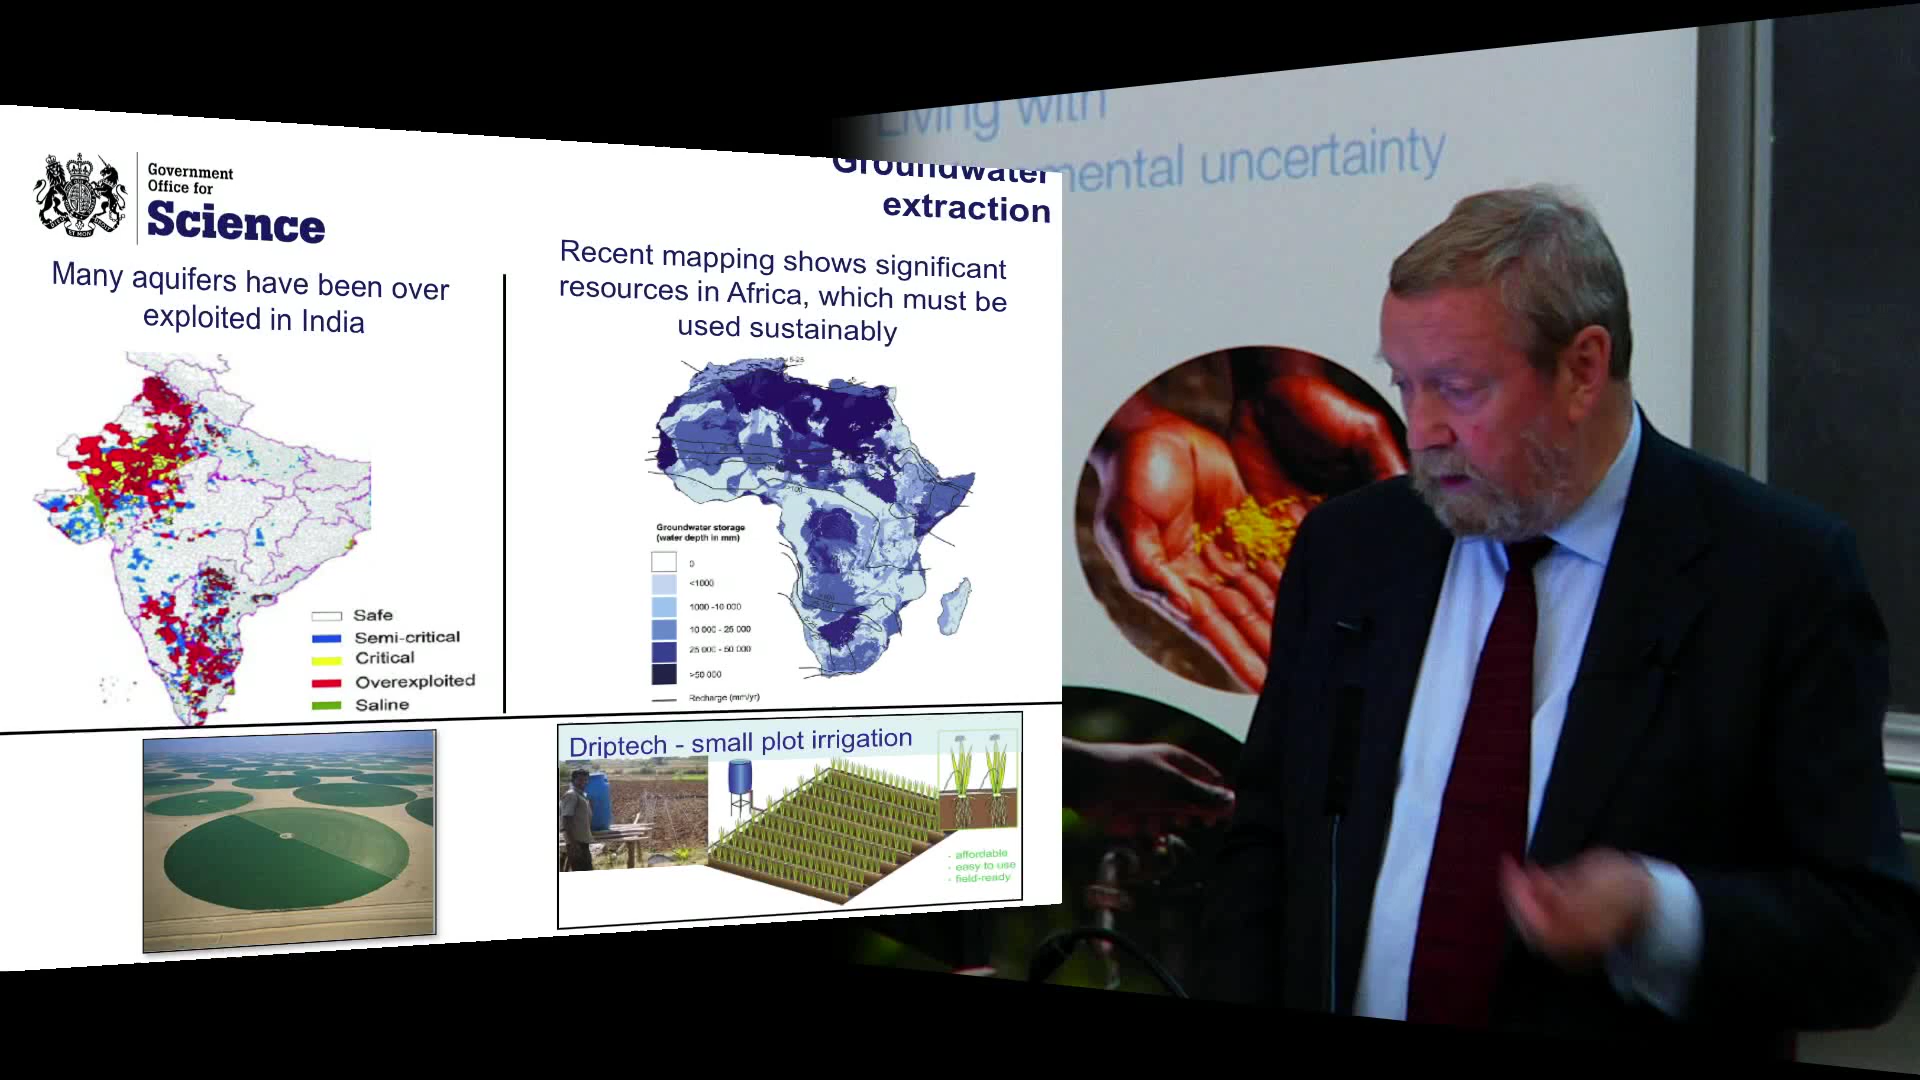 Living with
mental uncertainty
Government
Office for
Science
Groundwater
extraction
Many aquifers have been over
exploited in India
Recent mapping shows significant
resources in Africa, which must be
used sustainably
Safe
Semi-critical
Critical
Overexploited
Saline
Groundwater storage
(water depth in mm)
0
<1000
1000 -10 000
10 000 - 25 000
25 000 - 50 000
>50 000
Recharge (mm/yr)
Driptech - small plot irrigation
- affordable
- easy to use
- field-ready